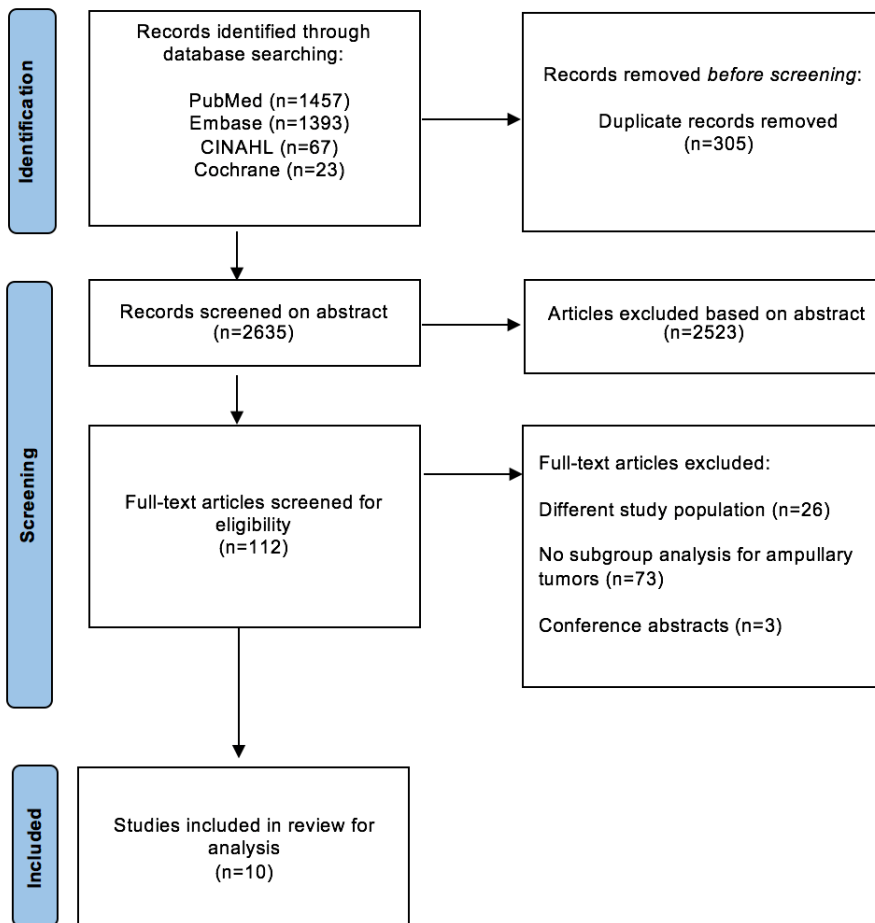 Identification
Records identified through
database searching:
PubMed (n=1457)
Embase (n=1393)
CINAHL (n=67)
Cochrane (n=23)
Records removed before screening:
Duplicate records removed
(n=305)
Screening
Records screened on abstract
(n=2635)
Articles excluded based on abstract
(n=2523)
Full-text articles screened for
eligibility
(n=112)
Full-text articles excluded:
Different study population (n=26)
No subgroup analysis for ampullary
tumors (n=73)
Conference abstracts (n=3)
Included
Studies included in review for
analysis
(n=10)